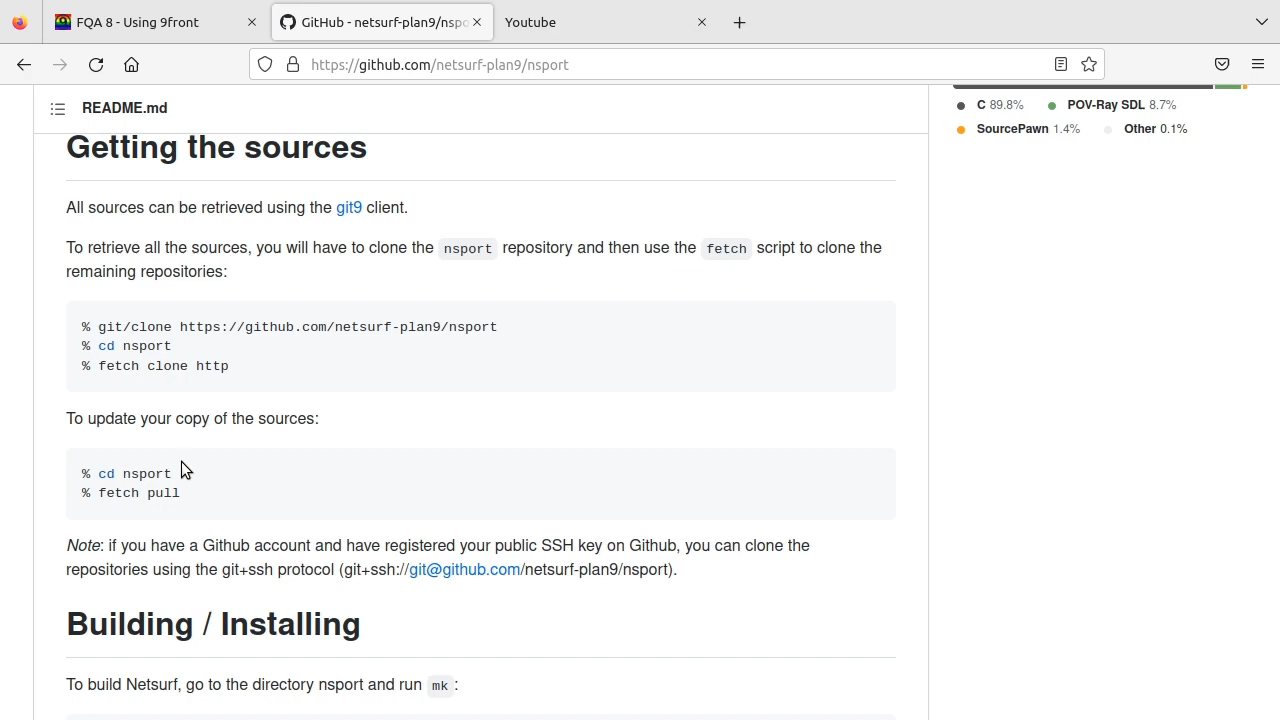 FQA 8 - Using 9front
GitHub - netsurf-plan9/nspo
Youtube
https://github.com/netsurf-plan9/nsport
README.md
C 89.8% POV-Ray SDL 8.7%
SourcePawn 1.4% Other 0.1%
Getting the sources
All sources can be retrieved using the git9 client.
To retrieve all the sources, you will have to clone the nsport repository and then use the fetch script to clone the
remaining repositories:
% git/clone https://github.com/netsurf-plan9/nsport
% cd nsport
% fetch clone http
To update your copy of the sources:
% cd nsport
% fetch pull
Note: if you have a Github account and have registered your public SSH key on Github, you can clone the
repositories using the git+ssh protocol (git+ssh://git@github.com/netsurf-plan9/nsport).
Building / Installing
To build Netsurf, go to the directory nsport and run mk: